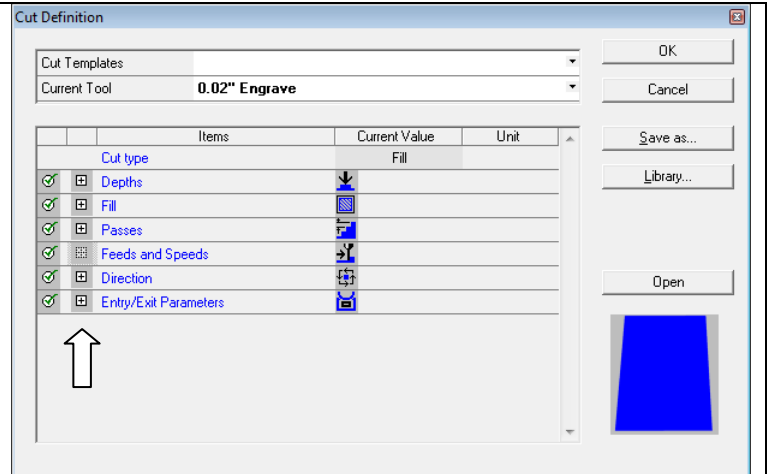 Cut Definition
Cut Templates
Current Tool 0.02" Engrave
OK
Cancel
Save as...
Library...
Open
Items Current Value Unit
Cut type Fill
Depths
Fill
Passes
Feeds and Speeds
Direction
Entry/Exit Parameters